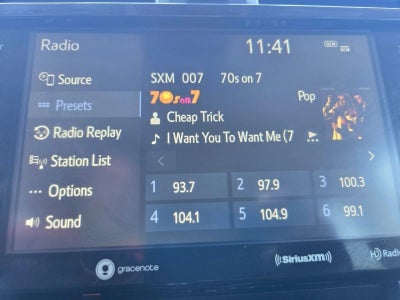 Radio 11:41
Source
SXM 007 70s on 7
Presets
70s on 7 Pop
Cheap Trick
Radio Replay
I Want You To Want Me (7
Station List
1 93.7 2 97.9 3 100.3
Options
4 104.1 5 104.9 6 99.1
Sound
gracenote
((SiriusXM))
HD Radio